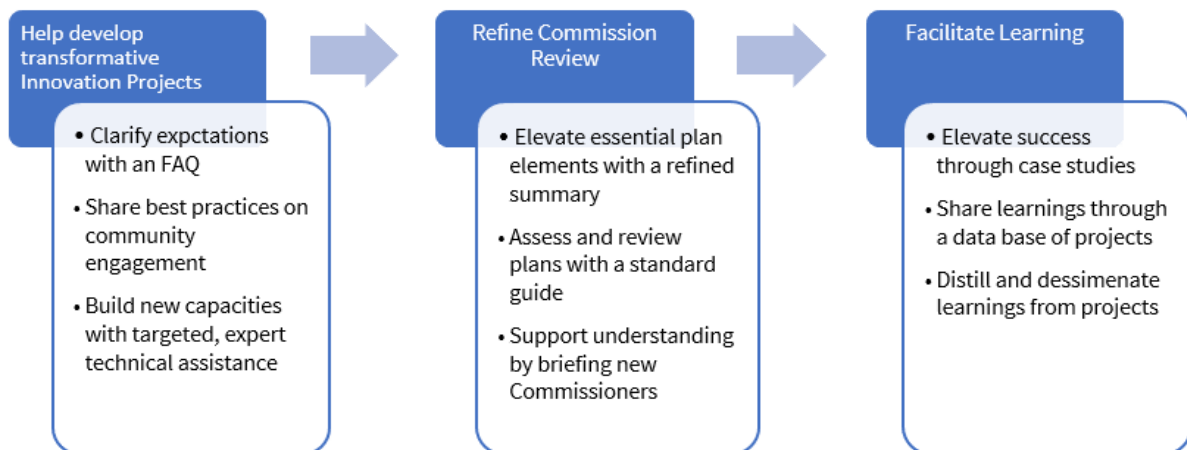 Help develop
transformative
Innovation Projects
• Clarify expctations
with an FAQ
• Share best practices on
community
engagement
• Build new capacities
with targeted, expert
technical assistance
Refine Commission
Review
• Elevate essential plan
elements with a refined
summary
• Assess and review
plans with a standard
guide
• Support understanding
by briefing new
Commissioners
Facilitate Learning
• Elevate success
through case studies
• Share learnings through
a data base of projects
• Distill and dessimenate
learnings from projects